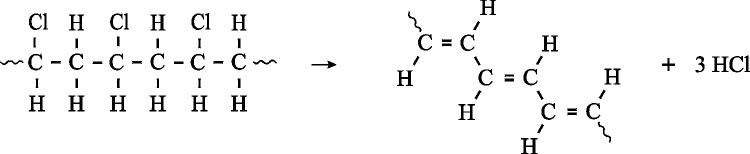 Cl H Cl H Cl H
C - C - C - C - C - C
H H H H H H
→
H
C = C H
H C = C H
H C = C
H
+ 3 HCl